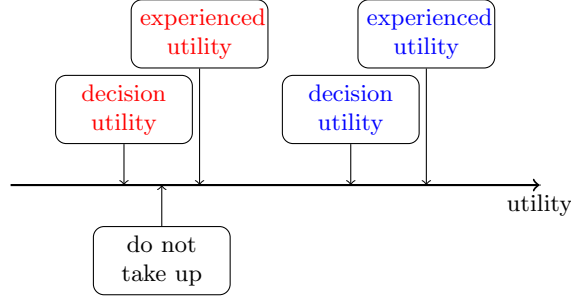 experienced
utility
experienced
utility
decision
utility
decision
utility
utility
do not
take up